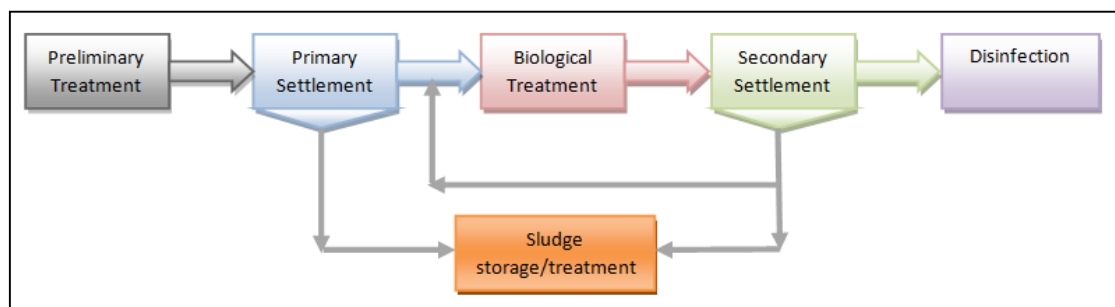 Preliminary
Treatment
Primary
Settlement
Biological
Treatment
Secondary
Settlement
Disinfection
Sludge
storage/treatment